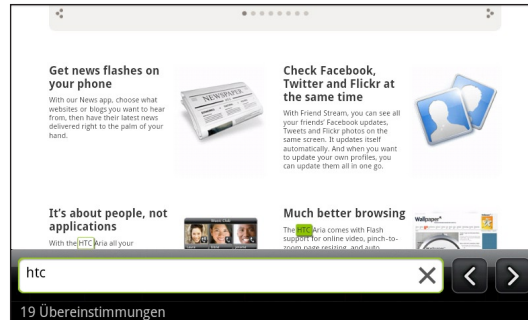 Get news flashes on
your phone
With our News app, choose what
websites or blogs you want to hear
from, then have their latest news
delivered right to the palm of your
hand.
NEWSPAPER
Check Facebook,
Twitter and Flickr at
the same time
With Friend Stream, you can see all
your friends' Facebook updates,
Tweets and Flickr photos on the
same screen. It updates itself
automatically. And when you want
to update your own profiles, you
can update them all in one go.
It's about people, not
applications
With the HTC Aria all your
Much better browsing
The HTC Aria comes with Flash
support for online video, pinch-to-
zoom page resizing, and auto
Wallpaper*
htc
19 Übereinstimmungen